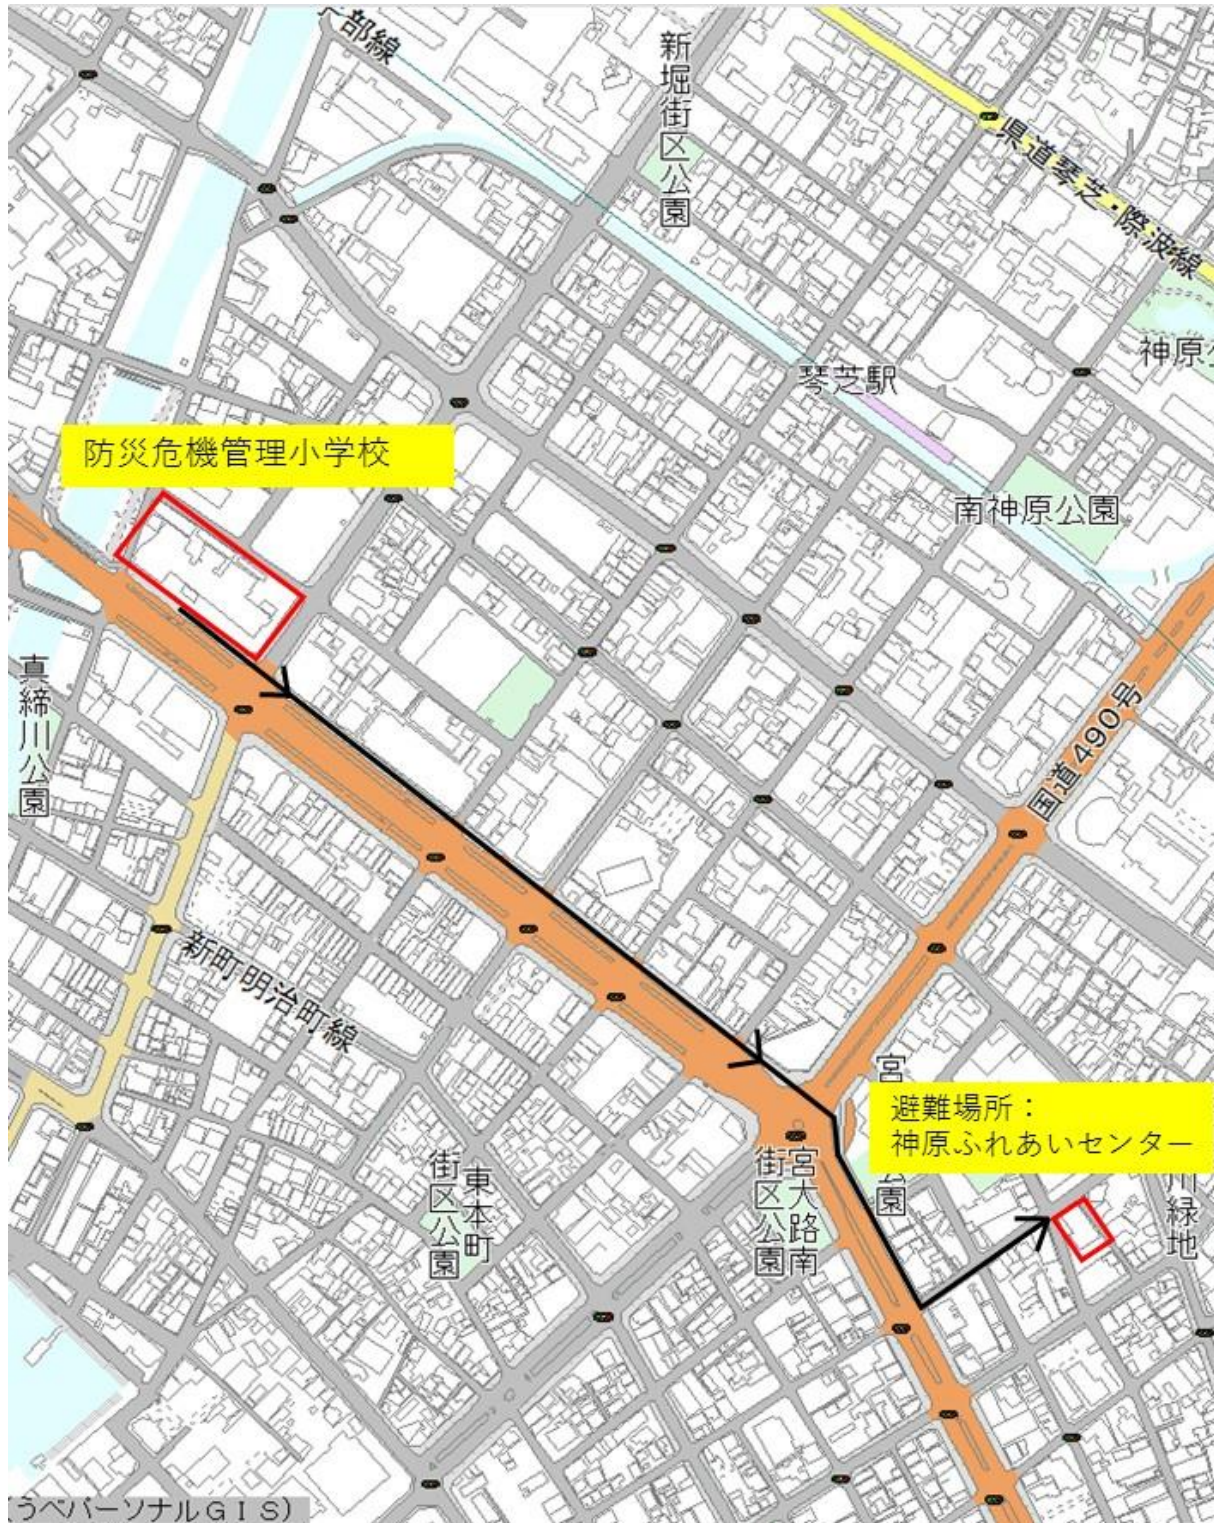 部線
新堀街区公園
県道琴芝・際波線
神原公
琴芝駅
防災危機管理小学校
南神原公園
真締川公園
国道490号
新町明治町線
宮
避難場所：
神原ふれあいセンター
公園
東本町
街区公園
宮大路南
街区公園
川緑地
うべパーソナルGIS)